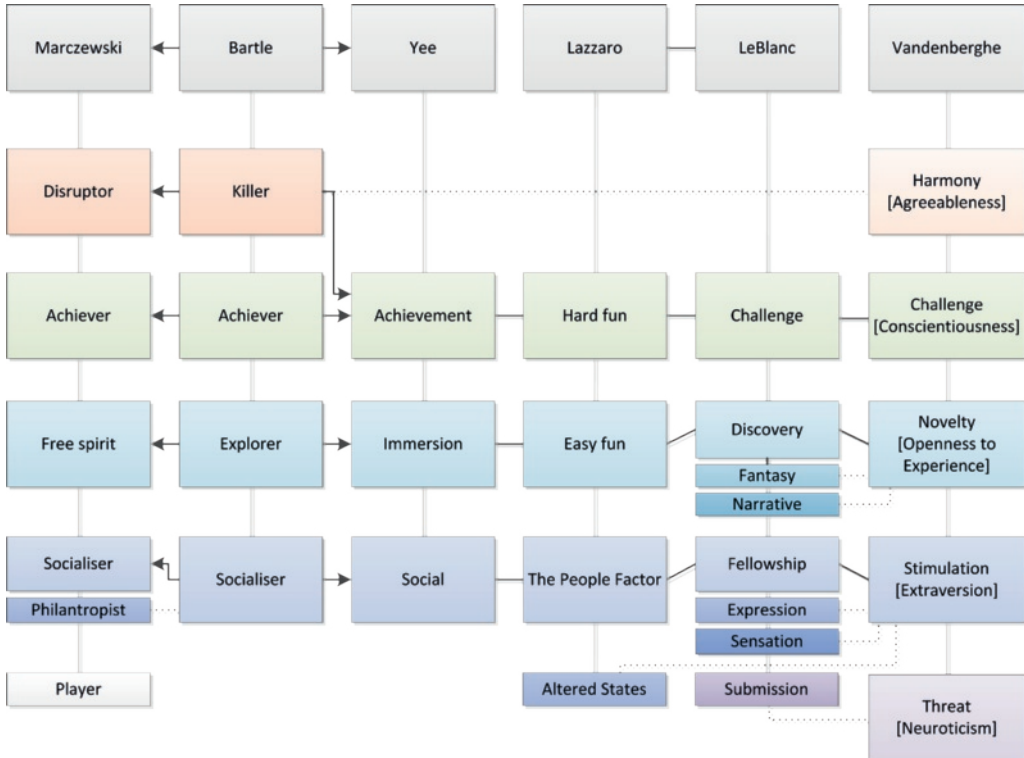 Marczewski
Bartle
Yee
Lazzaro
LeBlanc
Vandenberghe
Disruptor
Killer
Harmony
[Agreeableness]
Achiever
Achiever
Achievement
Hard fun
Challenge
Challenge
[Conscientiousness]
Free spirit
Explorer
Immersion
Easy fun
Discovery
Fantasy
Narrative
Novelty
[Openness to
Experience]
Socialiser
Philantropist
Socialiser
Social
The People Factor
Fellowship
Expression
Sensation
Stimulation
[Extraversion]
Player
Altered States
Submission
Threat
[Neuroticism]